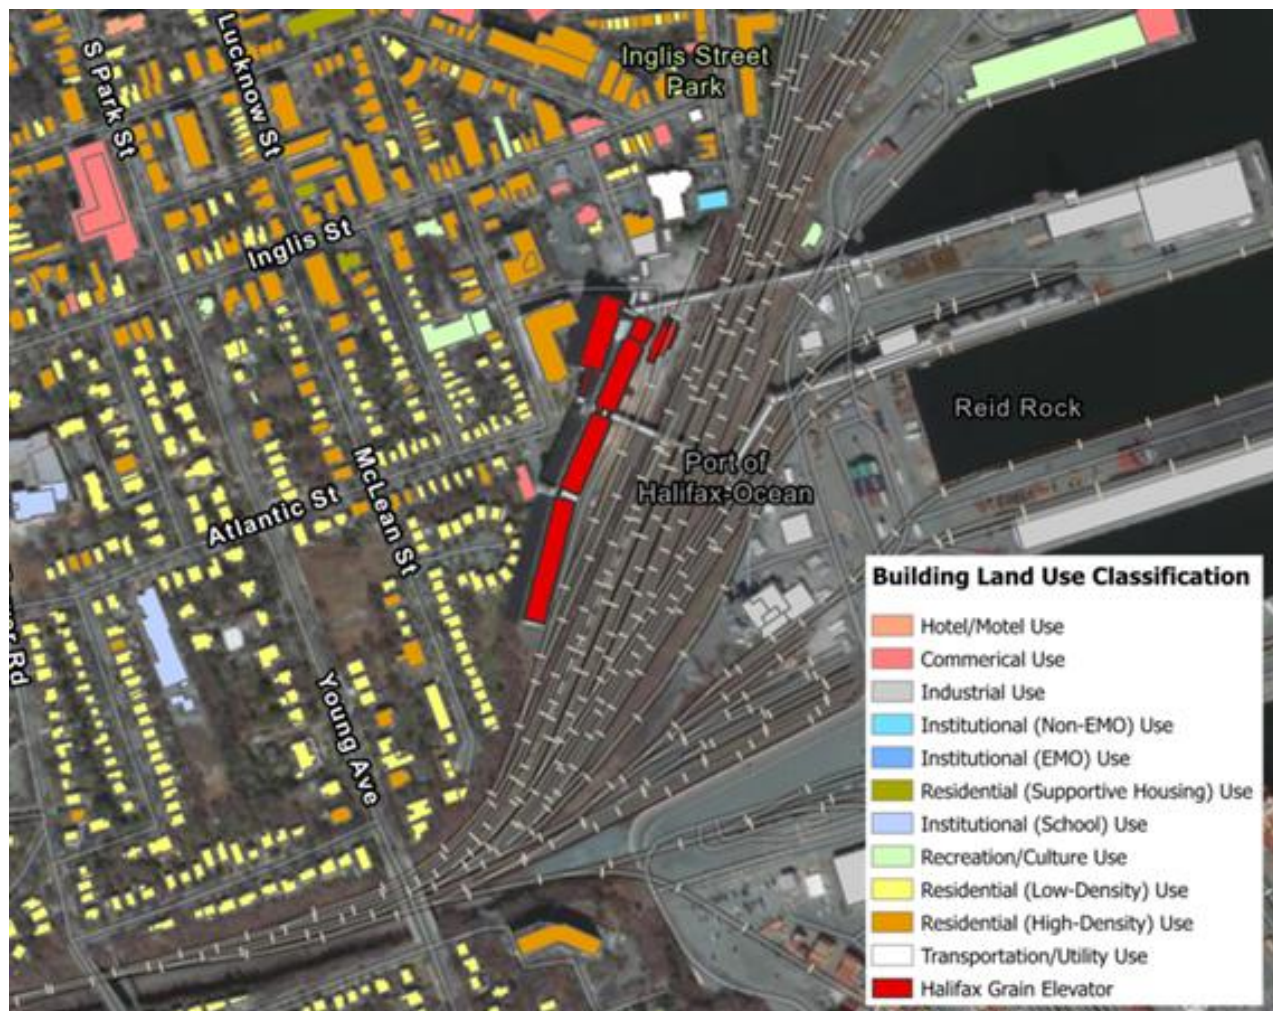 Inglis Street
Park
S Park St
Lucknow St
Inglis St
Reid Rock
Port of
Halifax-Ocean
McLean St
Atlantic St
Young Ave
Rd
Building Land Use Classification
Hotel/Motel Use
Commerical Use
Industrial Use
Institutional (Non-EMO) Use
Institutional (EMO) Use
Residential (Supportive Housing) Use
Institutional (School) Use
Recreation/Culture Use
Residential (Low-Density) Use
Residential (High-Density) Use
Transportation/Utility Use
Halifax Grain Elevator